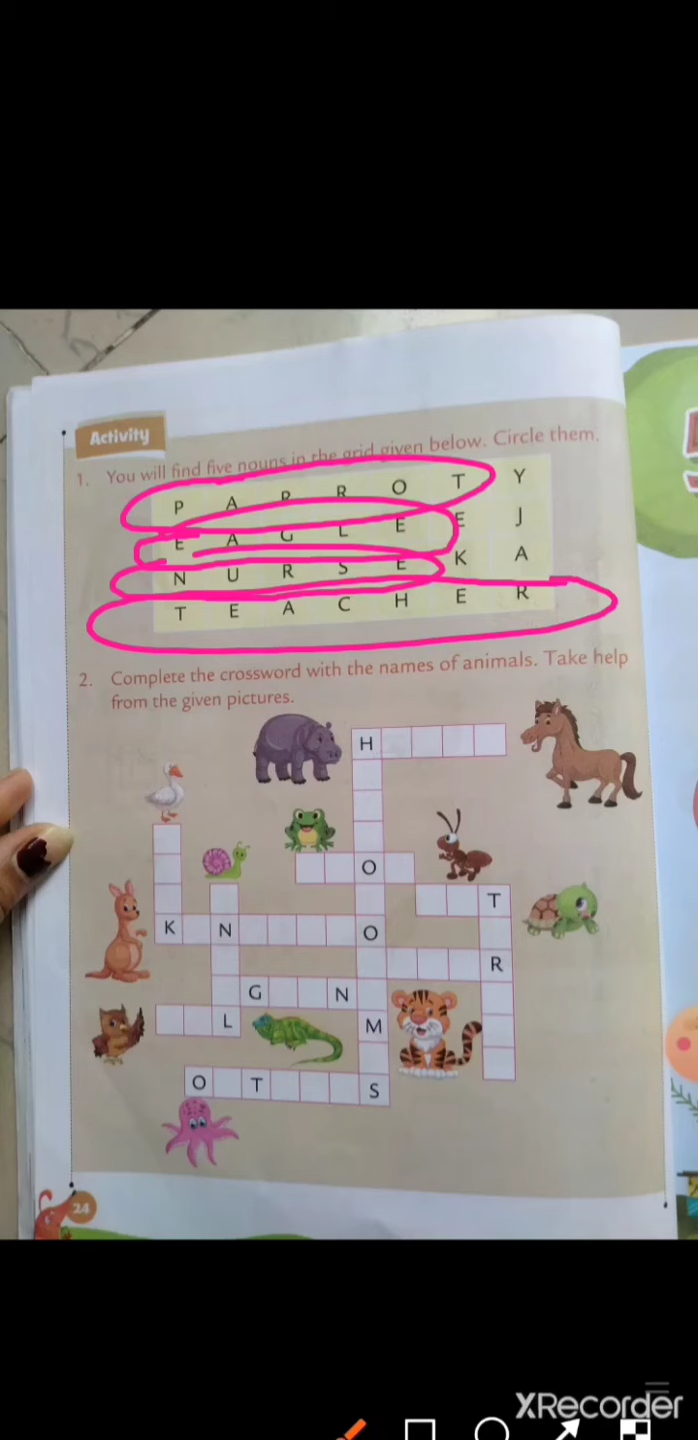 Activity
1. You will find five nouns in the grid given below. Circle them.
P A R R O T Y
E A G L E E J
N U R S E K A
T E A C H E R
2. Complete the crossword with the names of animals. Take help
from the given pictures.
H
O
T
K N O
R
G N
L M
O T S
24
XRecorder